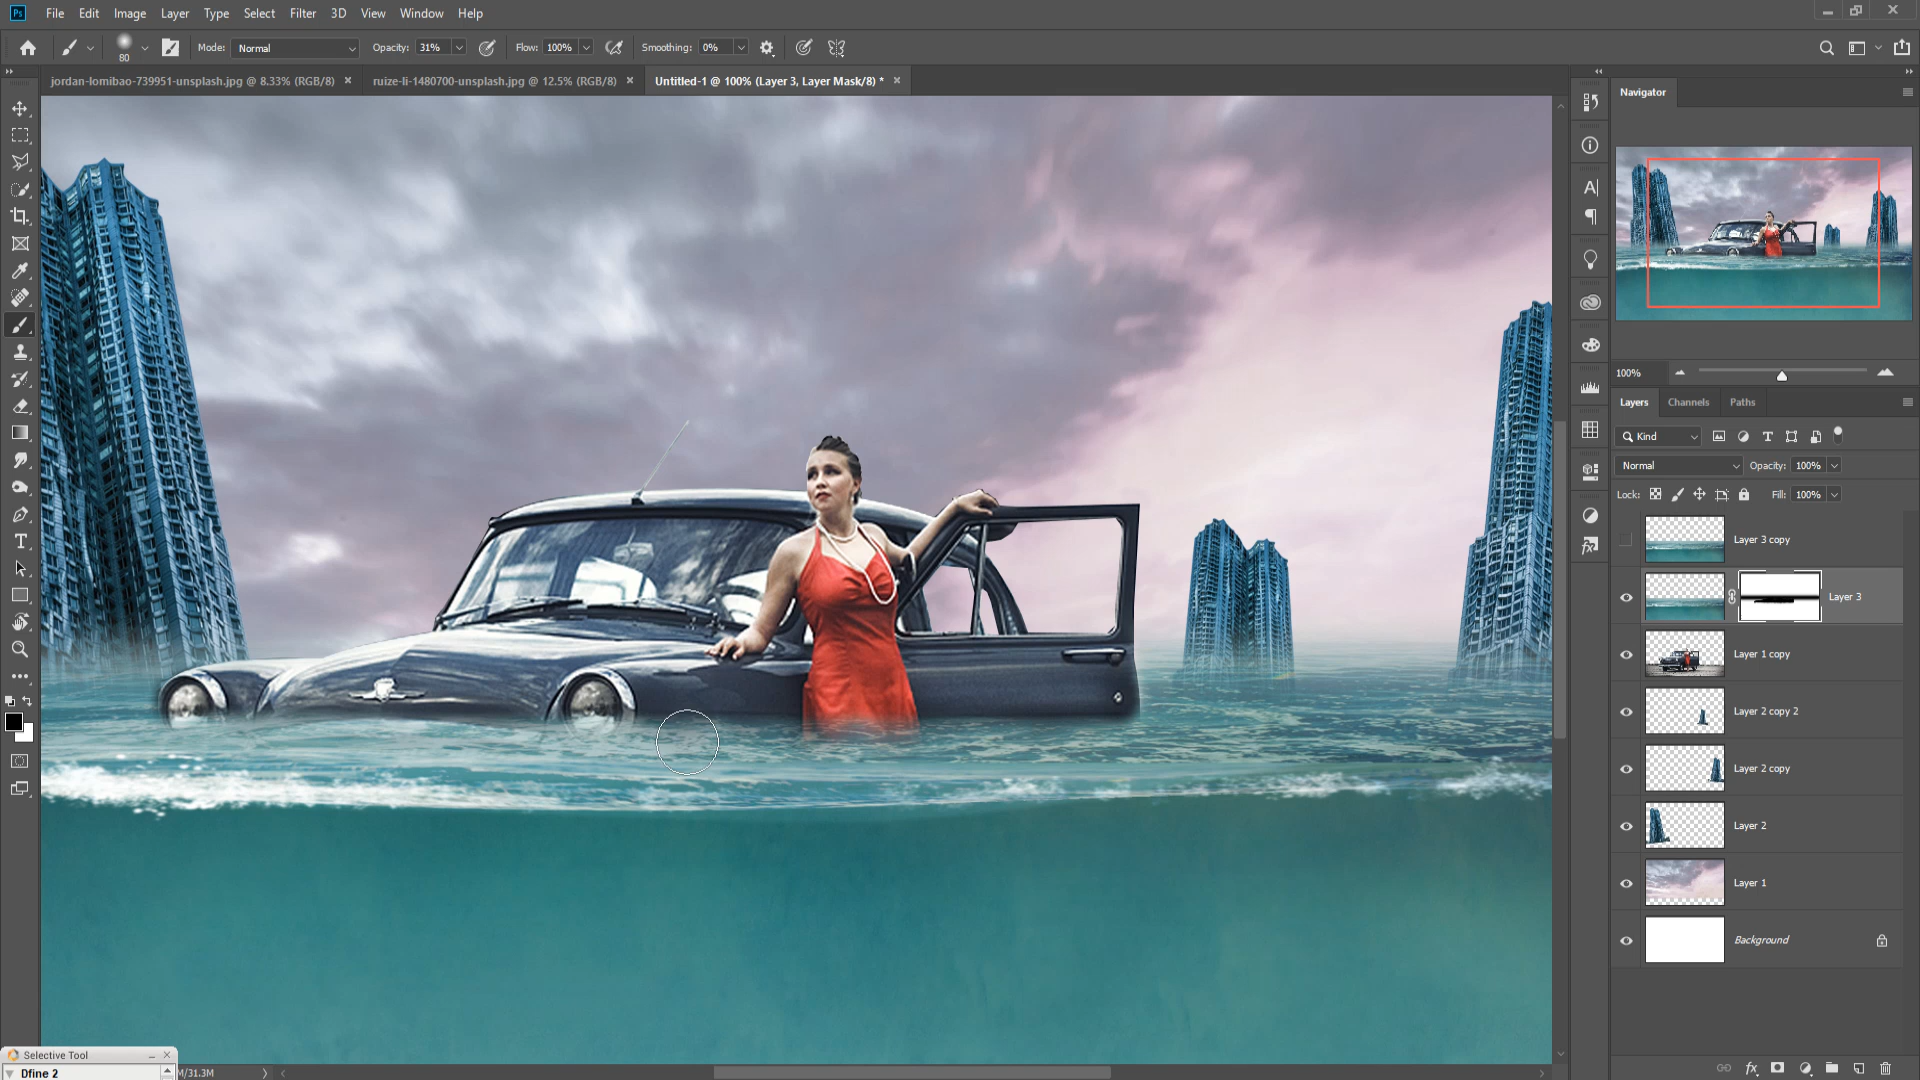 Ps File Edit Image Layer Type Select Filter 3D View Window Help
80 Mode: Normal Opacity: 31% Flow: 100% Smoothing: 0%
jordan-lomibao-739951-unsplash.jpg @ 8.33% (RGB/8) × ruize-li-1480700-unsplash.jpg @ 12.5% (RGB/8) × Untitled-1 @ 100% (Layer 3, Layer Mask/8) * ×
Navigator
100%
Layers Channels Paths
Kind
Normal Opacity: 100%
Lock: Fill: 100%
Layer 3 copy
Layer 3
Layer 1 copy
Layer 2 copy 2
Layer 2 copy
Layer 2
Layer 1
Background
Selective Tool
Dfine 2
M/31.3M